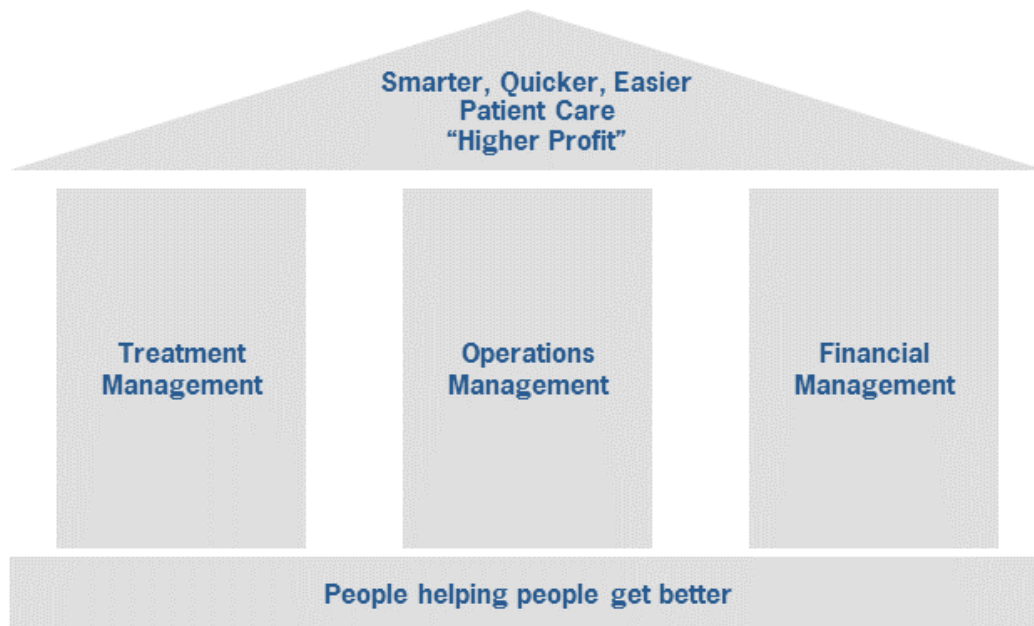 Smarter, Quicker, Easier
Patient Care
“Higher Profit”
Treatment
Management
Operations
Management
Financial
Management
People helping people get better